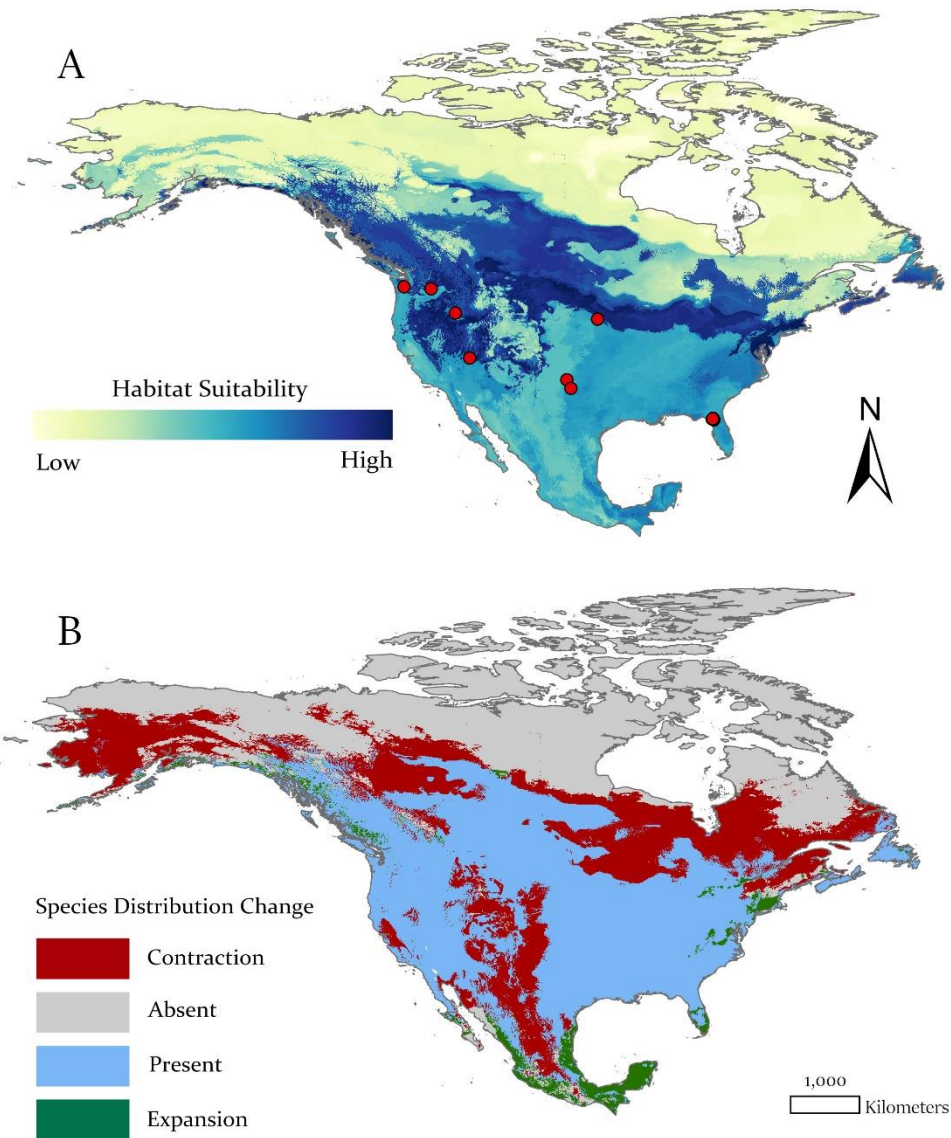 A
Habitat Suitability
Low
High
N
B
Species Distribution Change
Contraction
Absent
Present
Expansion
1,000
Kilometers